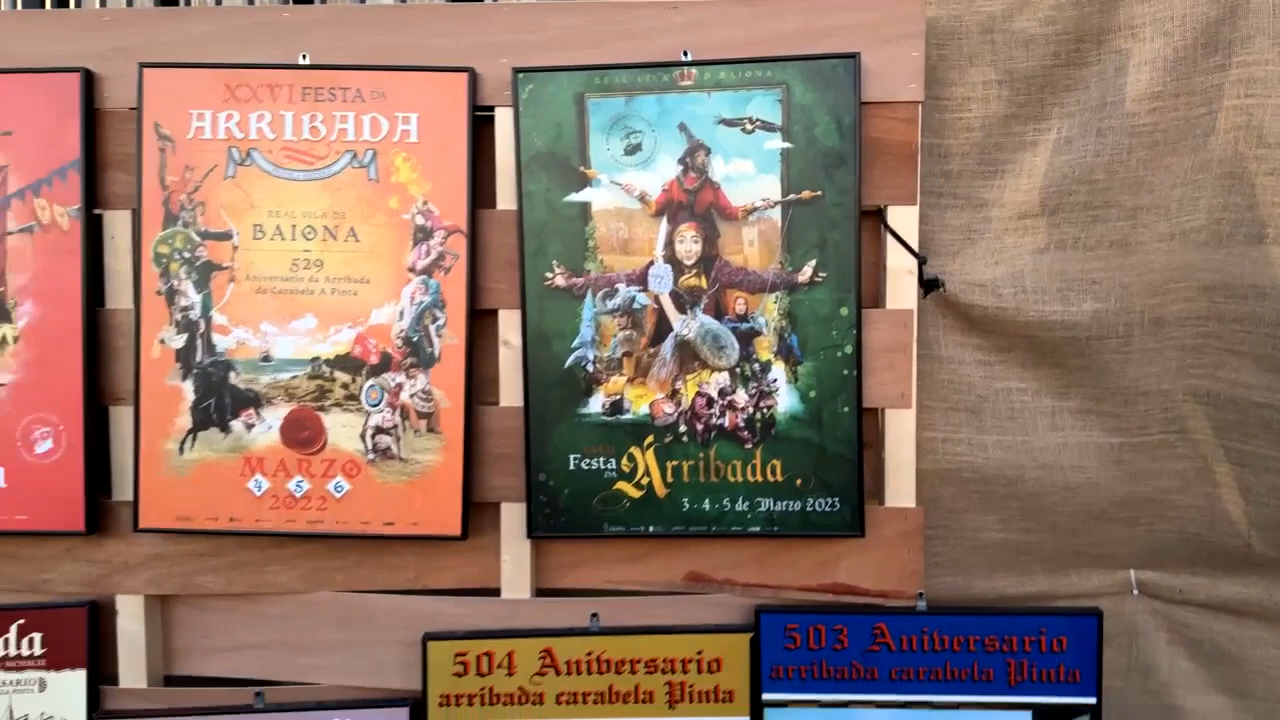 XXVI FESTA DA
ARRIBADA
REAL VILA DE
BAIONA
529
Aniversario da Arribada
da Carabela A Pinta
MARZO
4 5 6
2022
REAL VILA D BAIONA
Festa DA Arribada
3 - 4 - 5 de Marzo 2023
da
504 Aniversario
arribada carabela Pinta
503 Aniversario
arribada carabela Pinta